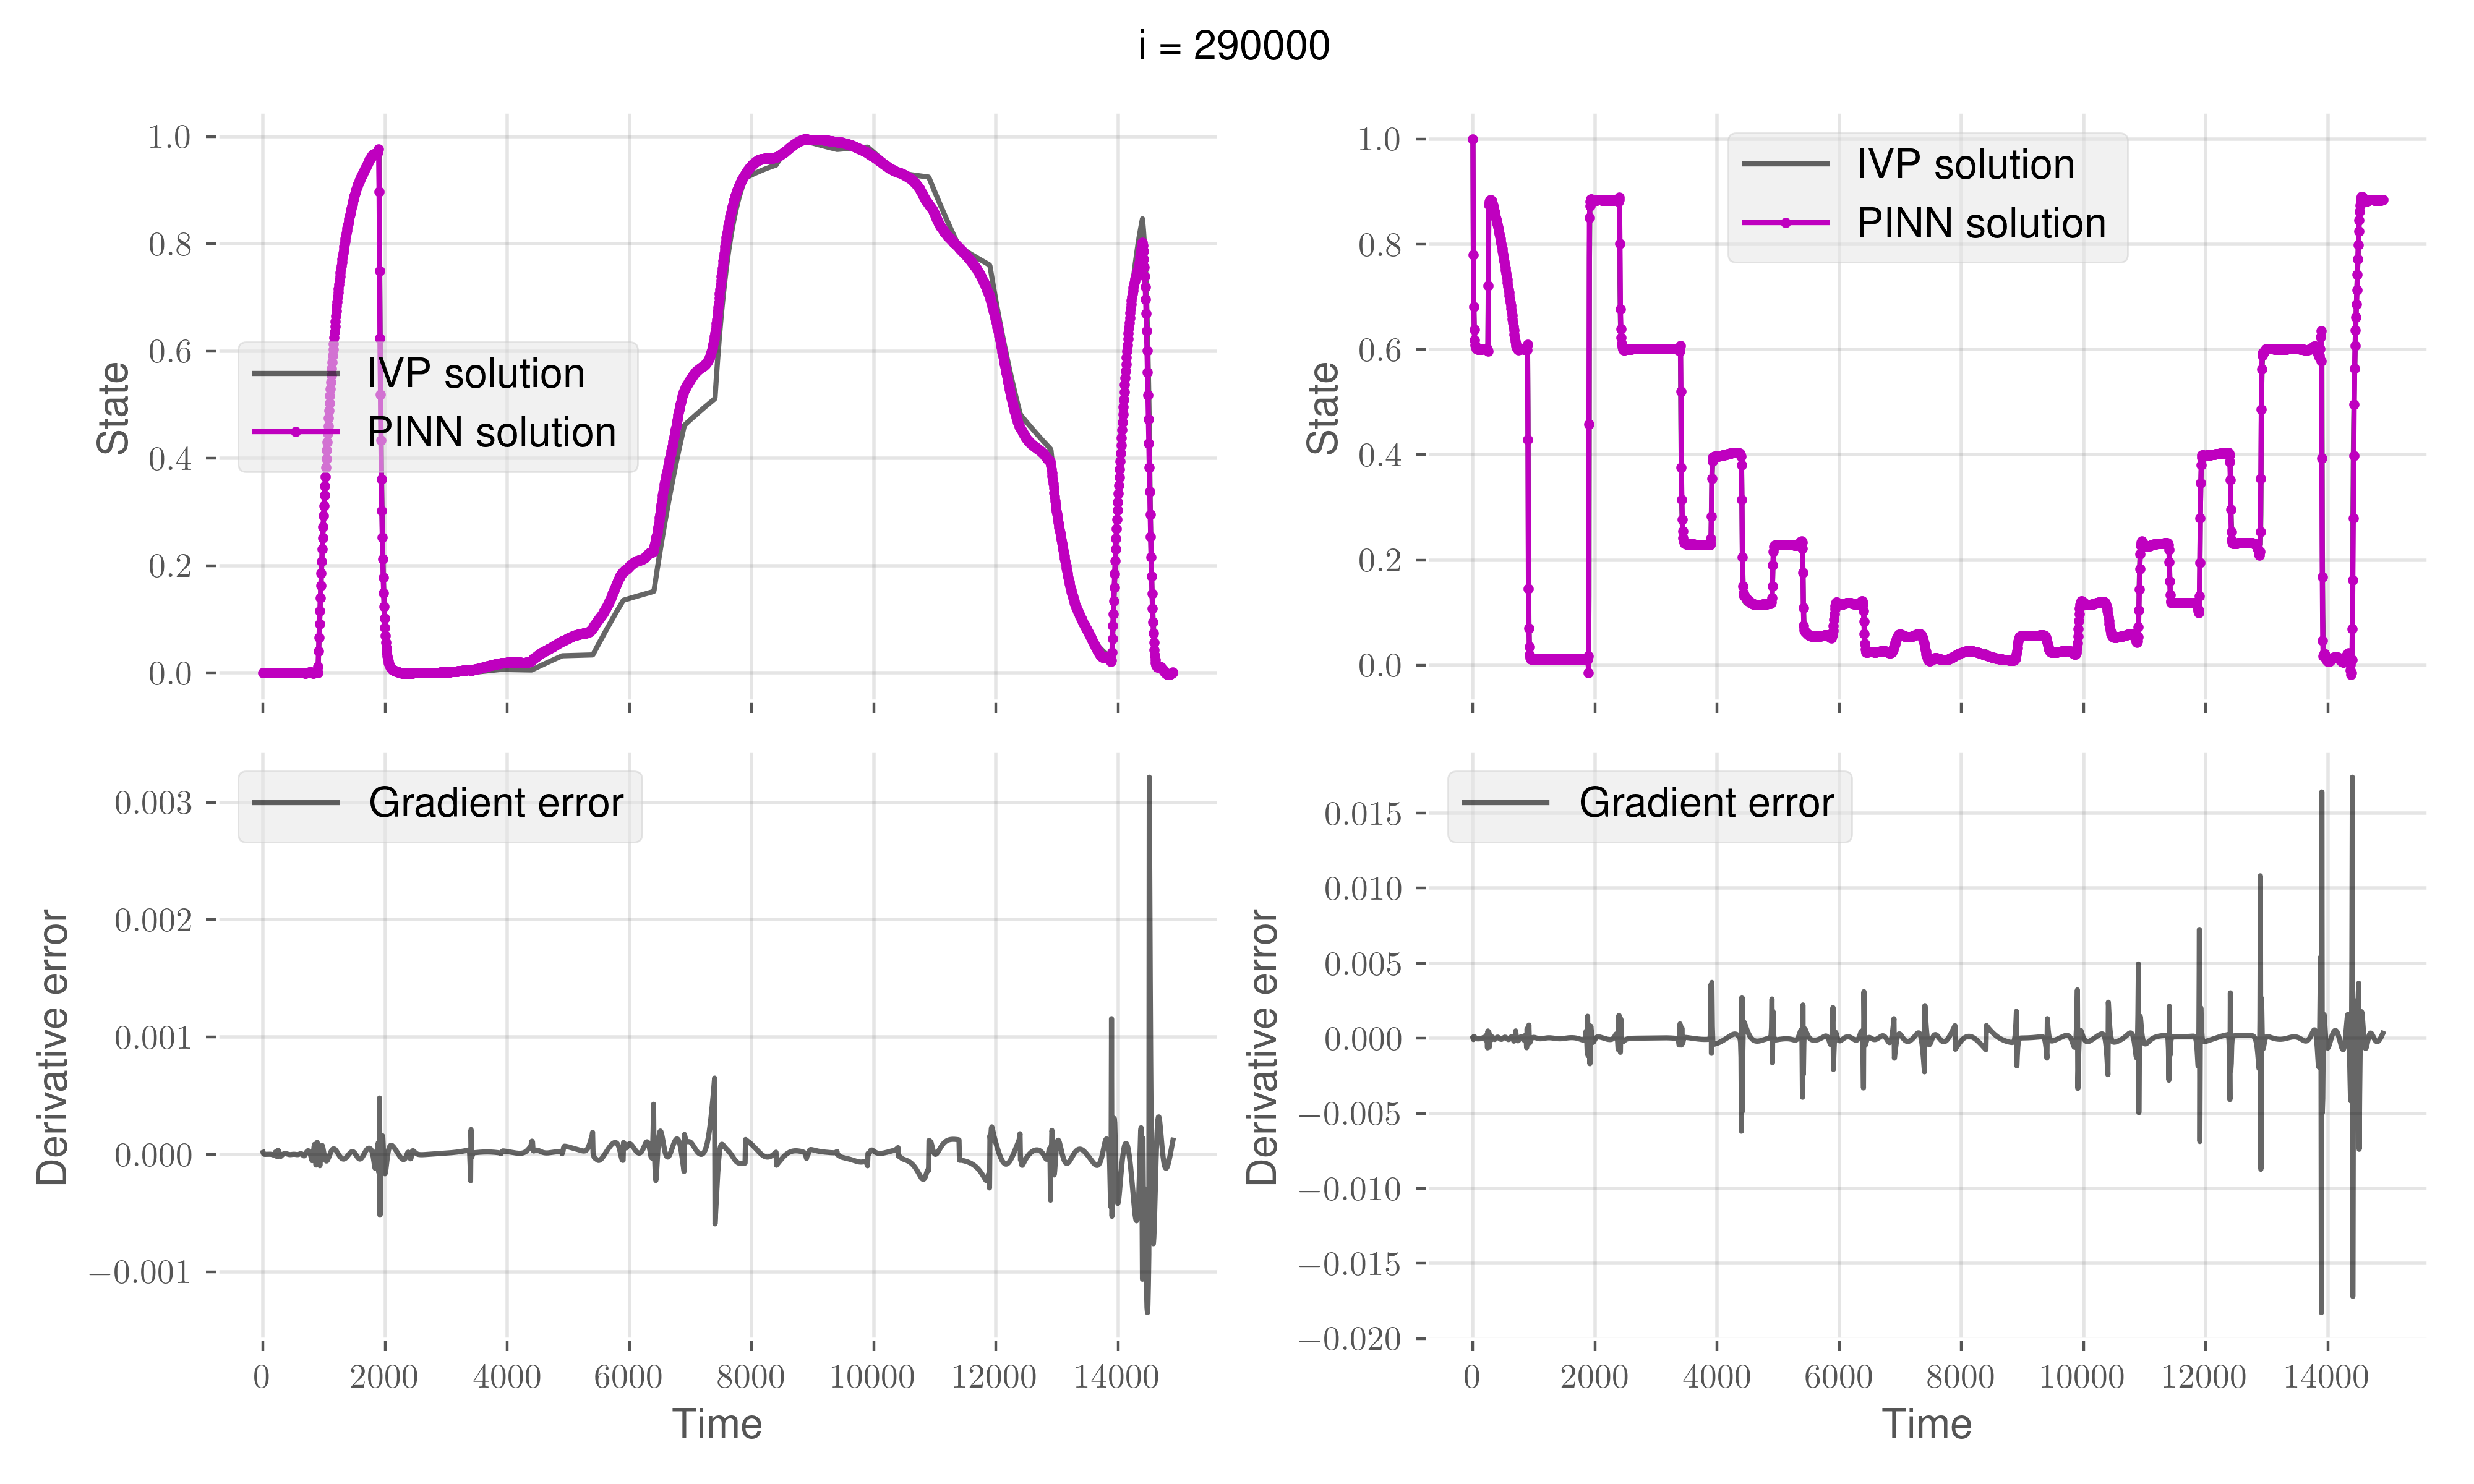 i = 290000
State
1.0
0.8
0.6
0.4
0.2
0.0
IVP solution
PINN solution
State
1.0
0.8
0.6
0.4
0.2
0.0
IVP solution
PINN solution
Derivative error
0.003
0.002
0.001
0.000
−0.001
Gradient error
0 2000 4000 6000 8000 10000 12000 14000
Time
Derivative error
0.015
0.010
0.005
0.000
−0.005
−0.010
−0.015
−0.020
Gradient error
0 2000 4000 6000 8000 10000 12000 14000
Time